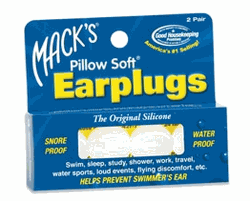 2 Pair
MACK'S
Good Housekeeping
America's #1 Selling!
Pillow Soft®
Earplugs
The Original Silicone
SNORE PROOF
WATER PROOF
Swim, sleep, study, shower, work, travel,
water sports, loud events, flying discomfort, etc.
HELPS PREVENT SWIMMER'S EAR